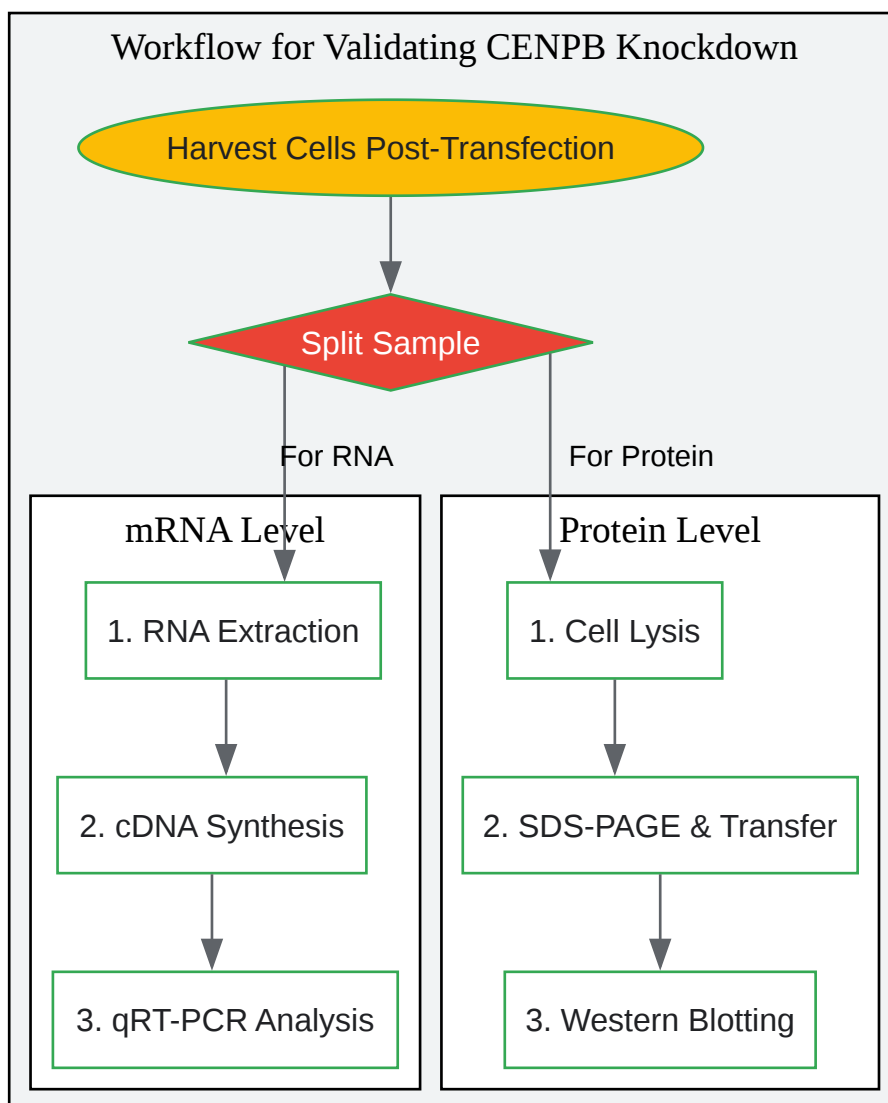 Workflow for Validating CENPB Knockdown
Harvest Cells Post-Transfection
Split Sample
For RNA
For Protein
mRNA Level
1. RNA Extraction
2. cDNA Synthesis
3. qRT-PCR Analysis
Protein Level
1. Cell Lysis
2. SDS-PAGE & Transfer
3. Western Blotting